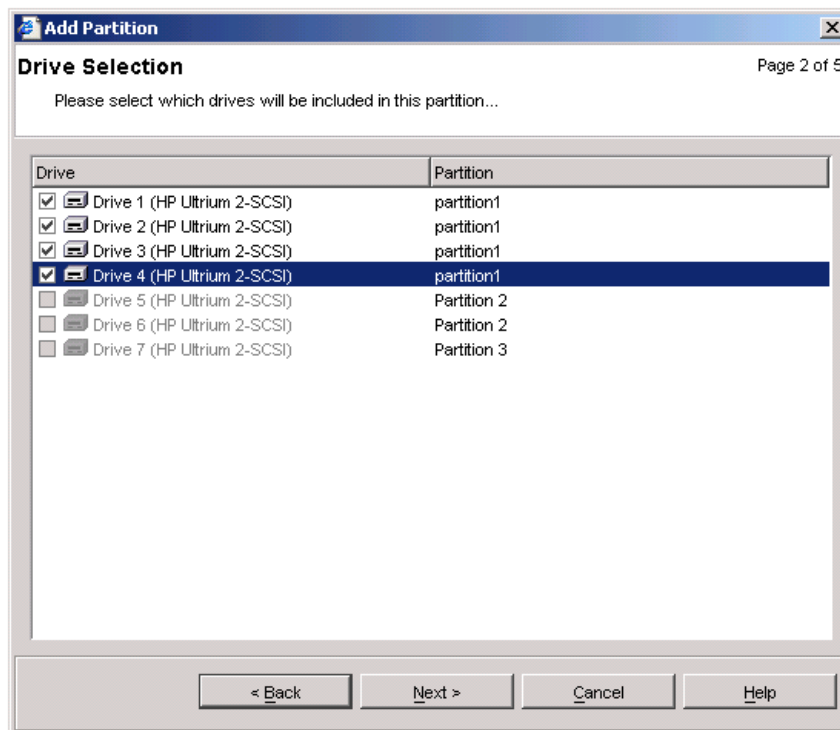 Add Partition
Drive Selection
Page 2 of 5
Please select which drives will be included in this partition...
Drive Partition
Drive 1 (HP Ultrium 2-SCSI) partition1
Drive 2 (HP Ultrium 2-SCSI) partition1
Drive 3 (HP Ultrium 2-SCSI) partition1
Drive 4 (HP Ultrium 2-SCSI) partition1
Drive 5 (HP Ultrium 2-SCSI) Partition 2
Drive 6 (HP Ultrium 2-SCSI) Partition 2
Drive 7 (HP Ultrium 2-SCSI) Partition 3
< Back Next > Cancel Help